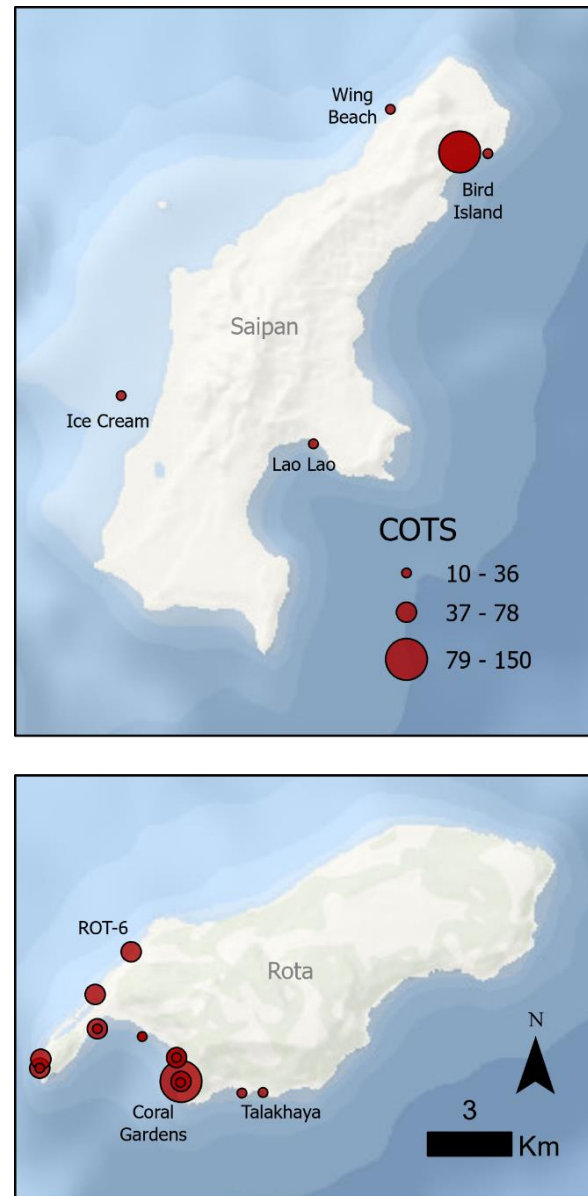 Wing
Beach
Bird
Island
Saipan
Ice Cream
Lao Lao
COTS
10 - 36
37 - 78
79 - 150
ROT-6
Rota
N
Coral
Gardens
Talakhaya
3
Km